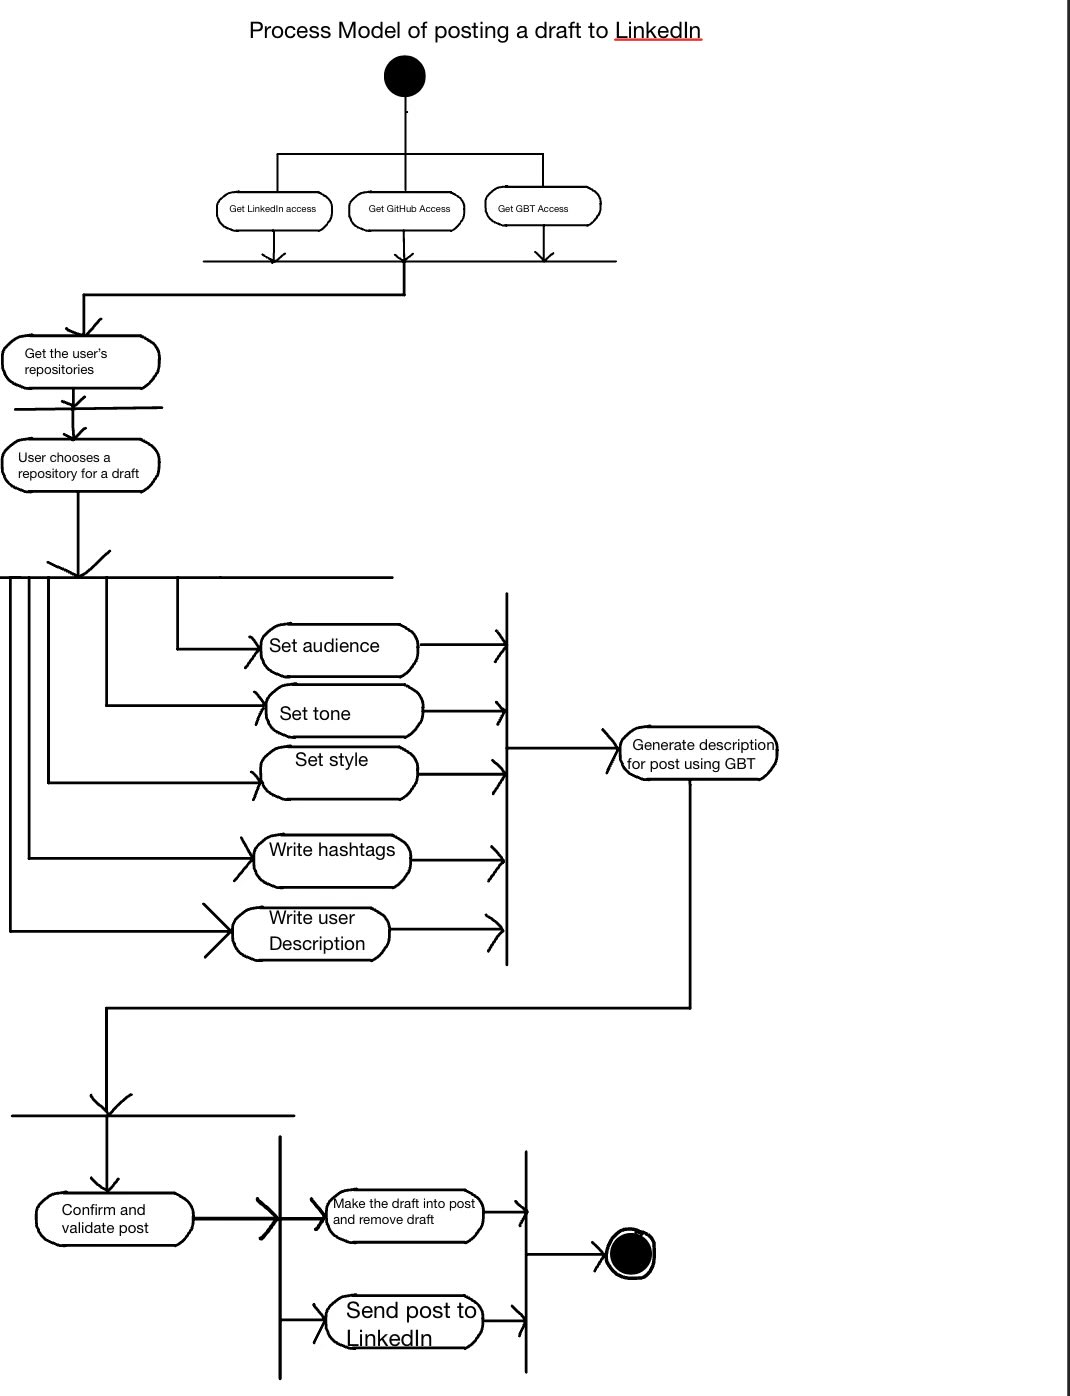 Process Model of posting a draft to LinkedIn
Get LinkedIn access
Get GitHub Access
Get GBT Access
Get the user's
repositories
User chooses a
repository for a draft
Set audience
Set tone
Set style
Write hashtags
Write user
Description
Generate description
for post using GBT
Confirm and
validate post
Make the draft into post
and remove draft
Send post to
LinkedIn